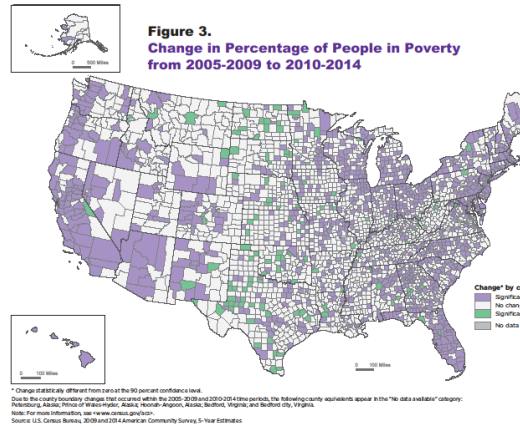 Figure 3.
Change in Percentage of People in Poverty
from 2005-2009 to 2010-2014
0 500 Miles
Change* by c
Significa
No chang
Significa
No data
0 100 Miles
0 100 Miles
* Change statistically different from zero at the 90 percent confidence level.
Due to the county boundary changes that occurred within the 2005-2009 and 2010-2014 time periods, the following county equivalents appear in the "No data available" category:
Petersburg, Alaska; Prince of Wales-Hyder, Alaska; Hoonah-Angoon, Alaska; Bedford, Virginia; and Bedford city, Virginia.
Note: For more information, see <www.census.gov/acs>.
Source: U.S. Census Bureau, 2009 and 2014 American Community Survey, 5-Year Estimates